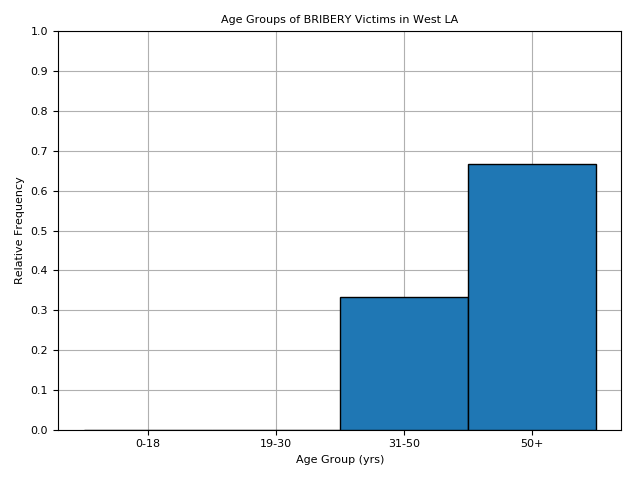 Age Groups of BRIBERY Victims in West LA
1.0
0.9
0.8
0.7
0.6
0.5
0.4
0.3
0.2
0.1
0.0
Relative Frequency
0-18 19-30 31-50 50+
Age Group (yrs)